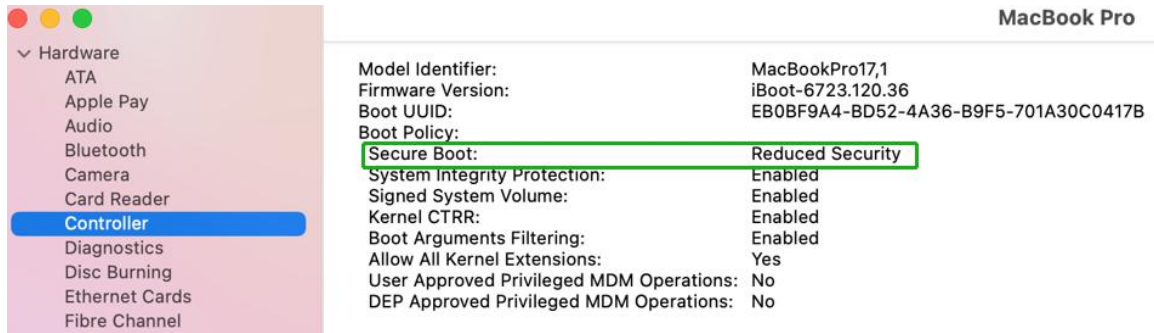 MacBook Pro
Hardware
ATA
Apple Pay
Audio
Bluetooth
Camera
Card Reader
Controller
Diagnostics
Disc Burning
Ethernet Cards
Fibre Channel
Model Identifier: MacBookPro17,1
Firmware Version: iBoot-6723.120.36
Boot UUID: EB0BF9A4-BD52-4A36-B9F5-701A30C0417B
Boot Policy:
Secure Boot: Reduced Security
System Integrity Protection: Enabled
Signed System Volume: Enabled
Kernel CTRR: Enabled
Boot Arguments Filtering: Enabled
Allow All Kernel Extensions: Yes
User Approved Privileged MDM Operations: No
DEP Approved Privileged MDM Operations: No